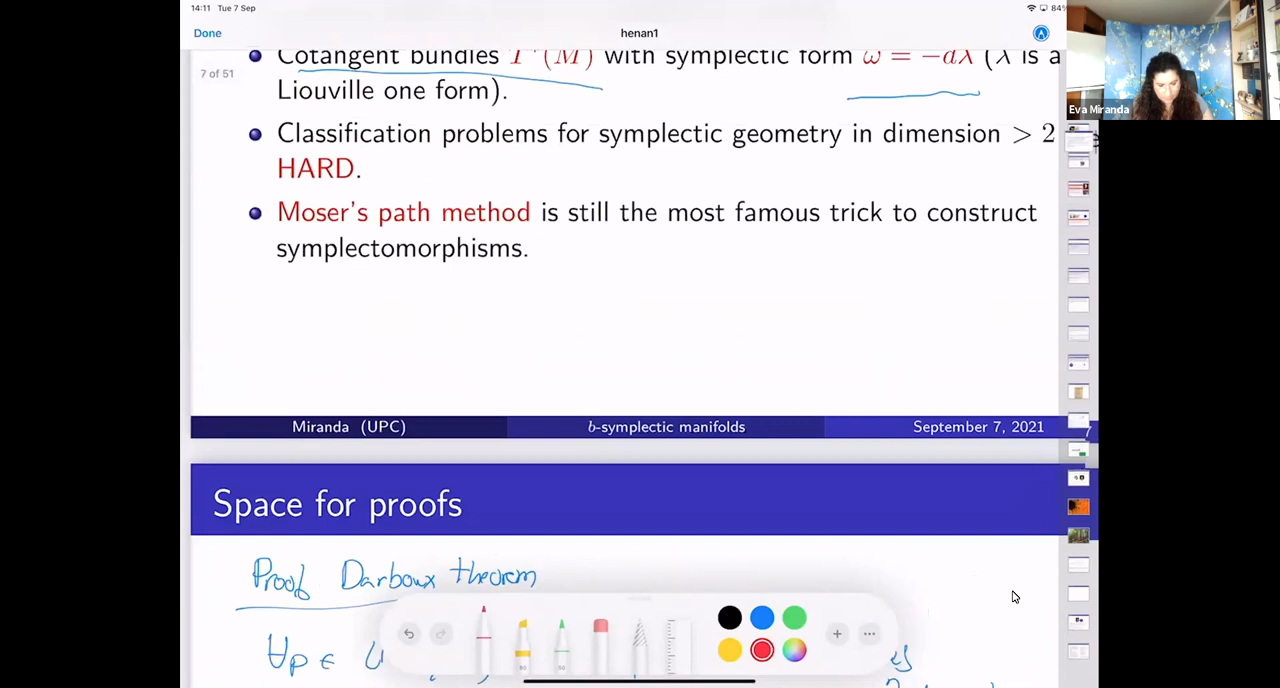 14:11 Tue 7 Sep
84%
Done
henan1
7 of 51
Cotangent bundles T*(M) with symplectic form ω = −dλ (λ is a
Liouville one form).
Classification problems for symplectic geometry in dimension > 2
HARD.
Moser's path method is still the most famous trick to construct
symplectomorphisms.
Miranda (UPC)
b-symplectic manifolds
September 7, 2021
7
Space for proofs
Proof Darboux theorem
∀p ∈ U
Eva Miranda